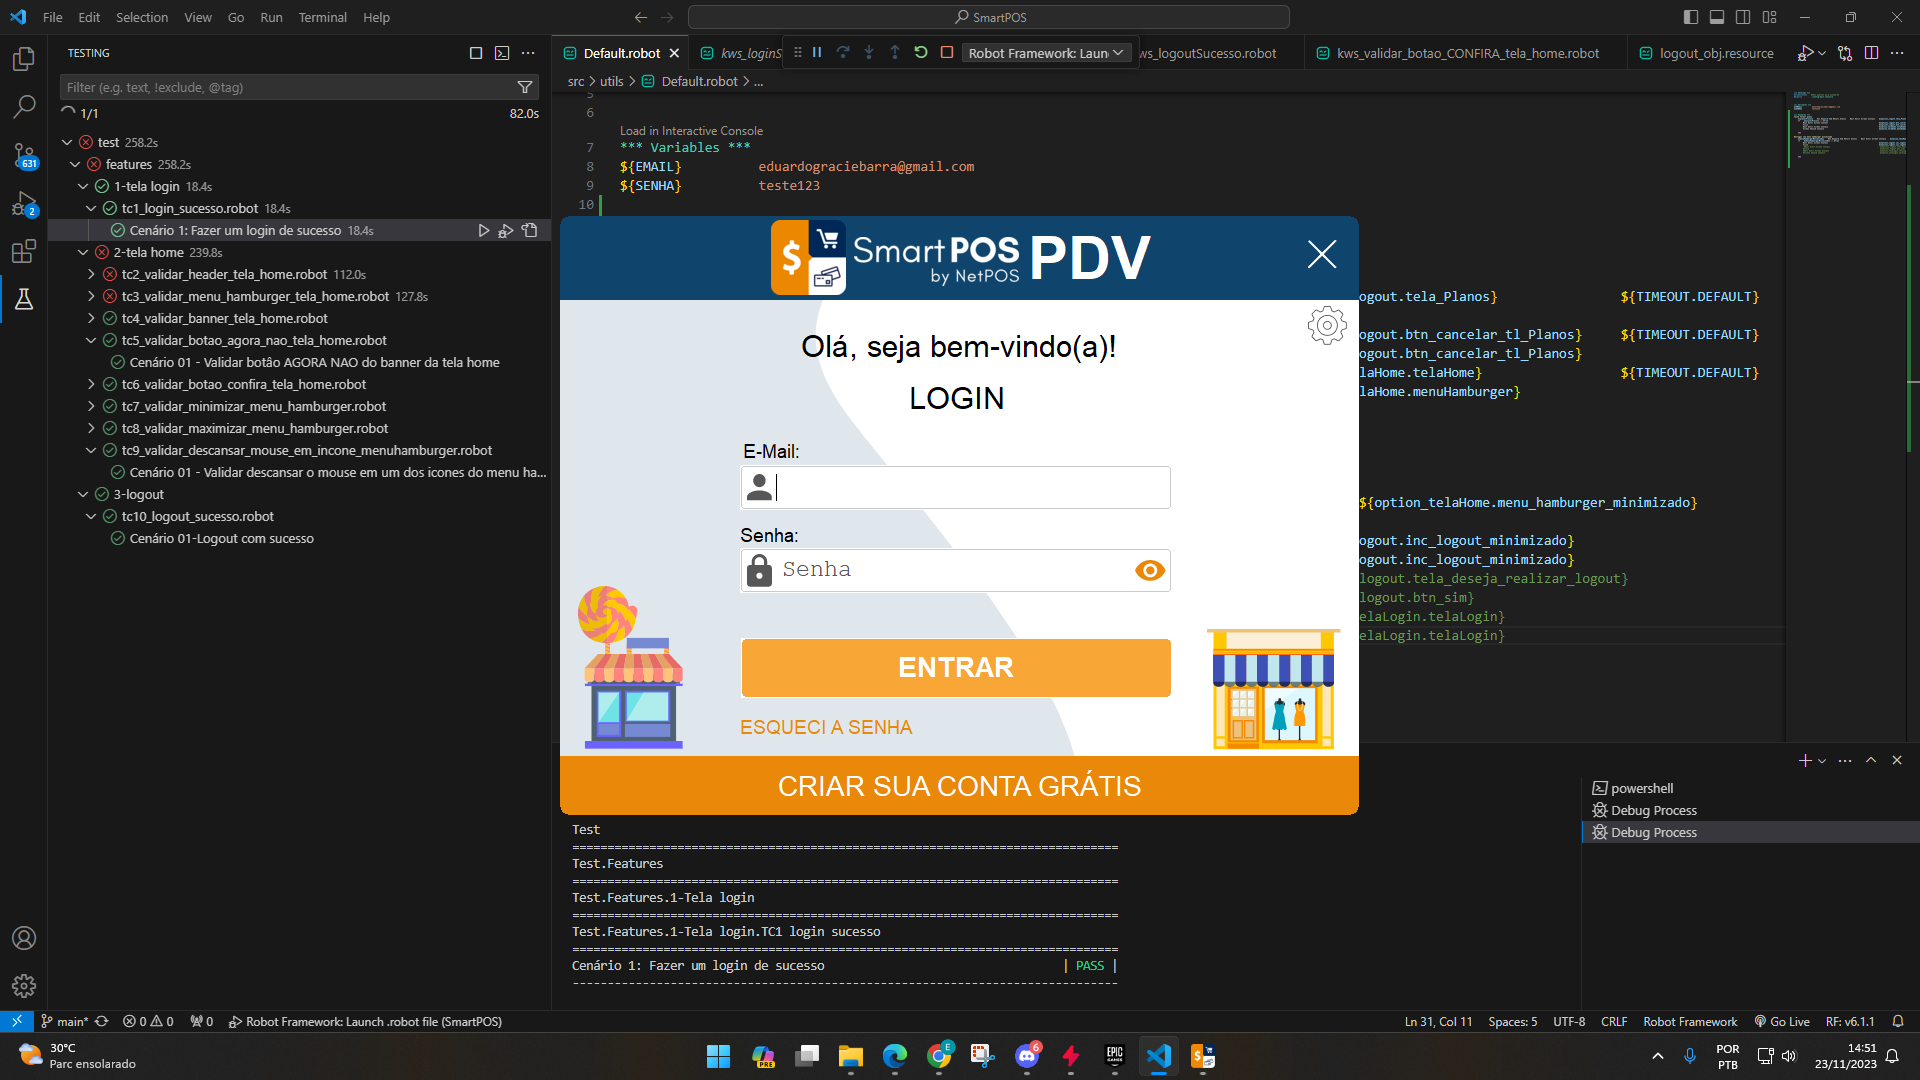 File Edit Selection View Go Run Terminal Help
SmartPOS
TESTING
Default.robot
kws_loginS
Robot Framework: Laun
ws_logoutSucesso.robot
kws_validar_botao_CONFIRA_tela_home.robot
logout_obj.resource
Filter (e.g. text, !exclude, @tag)
src > utils > Default.robot > ...
1/1
82.0s
test 258.2s
features 258.2s
1-tela login 18.4s
tc1_login_sucesso.robot 18.4s
Cenário 1: Fazer um login de sucesso 18.4s
2-tela home 239.8s
tc2_validar_header_tela_home.robot 112.0s
tc3_validar_menu_hamburger_tela_home.robot 127.8s
tc4_validar_banner_tela_home.robot
tc5_validar_botao_agora_nao_tela_home.robot
Cenário 01 - Validar botâo AGORA NAO do banner da tela home
tc6_validar_botao_confira_tela_home.robot
tc7_validar_minimizar_menu_hamburger.robot
tc8_validar_maximizar_menu_hamburger.robot
tc9_validar_descansar_mouse_em_incone_menuhamburger.robot
Cenário 01 - Validar descansar o mouse em um dos icones do menu ha...
3-logout
tc10_logout_sucesso.robot
Cenário 01-Logout com sucesso
631
2
5
6
Load in Interactive Console
7 *** Variables ***
8 ${EMAIL} eduardograciebarra@gmail.com
9 ${SENHA} teste123
10
ogout.tela_Planos} ${TIMEOUT.DEFAULT}
ogout.btn_cancelar_tl_Planos} ${TIMEOUT.DEFAULT}
ogout.btn_cancelar_tl_Planos}
laHome.telaHome} ${TIMEOUT.DEFAULT}
laHome.menuHamburger}
${option_telaHome.menu_hamburger_minimizado}
ogout.inc_logout_minimizado}
ogout.inc_logout_minimizado}
logout.tela_deseja_realizar_logout}
logout.btn_sim}
elaLogin.telaLogin}
elaLogin.telaLogin}
$
SmartPOS PDV
by NetPOS
Olá, seja bem-vindo(a)!
LOGIN
E-Mail:
Senha:
Senha
ENTRAR
ESQUECI A SENHA
CRIAR SUA CONTA GRÁTIS
powershell
Debug Process
Debug Process
Test
==============================================================================
Test.Features
==============================================================================
Test.Features.1-Tela login
==============================================================================
Test.Features.1-Tela login.TC1 login sucesso
==============================================================================
Cenário 1: Fazer um login de sucesso | PASS |
------------------------------------------------------------------------------
main* 0 0 0 Robot Framework: Launch .robot file (SmartPOS)
Ln 31, Col 11 Spaces: 5 UTF-8 CRLF Robot Framework Go Live RF: v6.1.1
30°C
Parc ensolarado
PRE
E
6
EPIC
GAMES
$
POR
PTB
14:51
23/11/2023